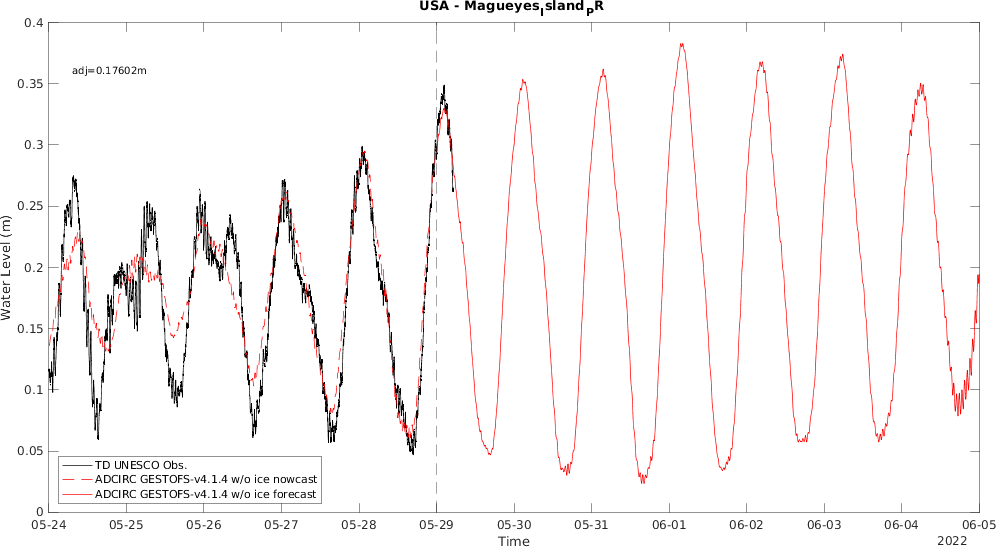 USA - Magueyes_Island_PR
adj=0.17602m
0.4
0.35
0.3
0.25
0.2
0.15
0.1
0.05
0
Water Level (m)
TD UNESCO Obs.
ADCIRC GESTOFS-v4.1.4 w/o ice nowcast
ADCIRC GESTOFS-v4.1.4 w/o ice forecast
05-24 05-25 05-26 05-27 05-28 05-29 05-30 05-31 06-01 06-02 06-03 06-04 06-05
Time
2022